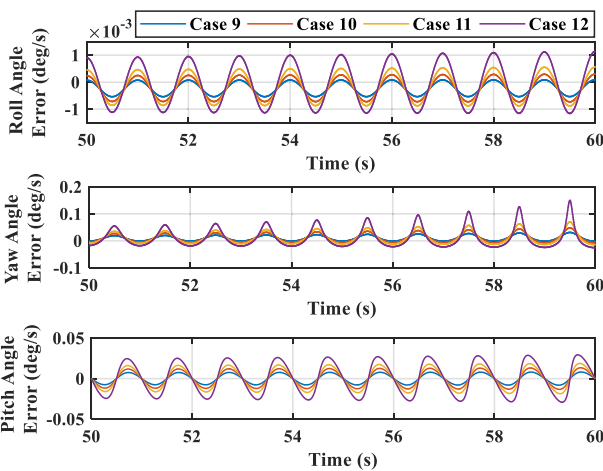 ×10⁻³
Case 9 Case 10 Case 11 Case 12
Roll Angle
Error (deg/s)
1
0
-1
50 52 54 56 58 60
Time (s)
Yaw Angle
Error (deg/s)
0.2
0.1
0
-0.1
50 52 54 56 58 60
Time (s)
Pitch Angle
Error (deg/s)
0.05
0
-0.05
50 52 54 56 58 60
Time (s)